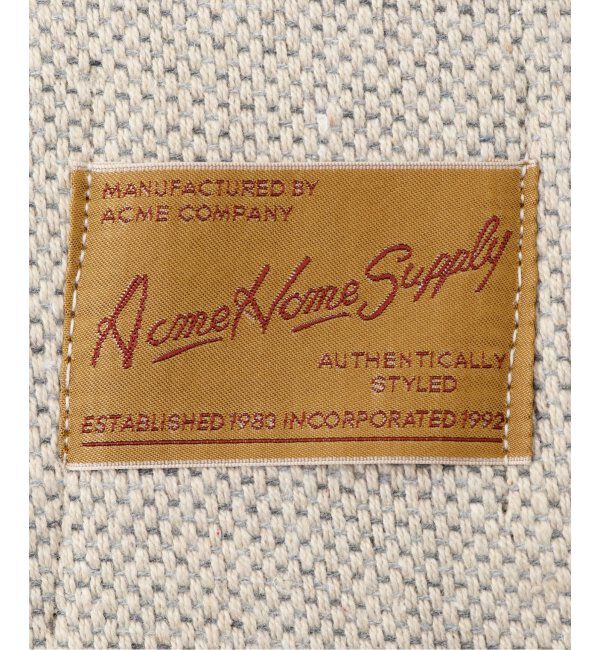 MANUFACTURED BY
ACME COMPANY
Acme Home Supply
AUTHENTICALLY
STYLED
ESTABLISHED 1983 INCORPORATED 1992